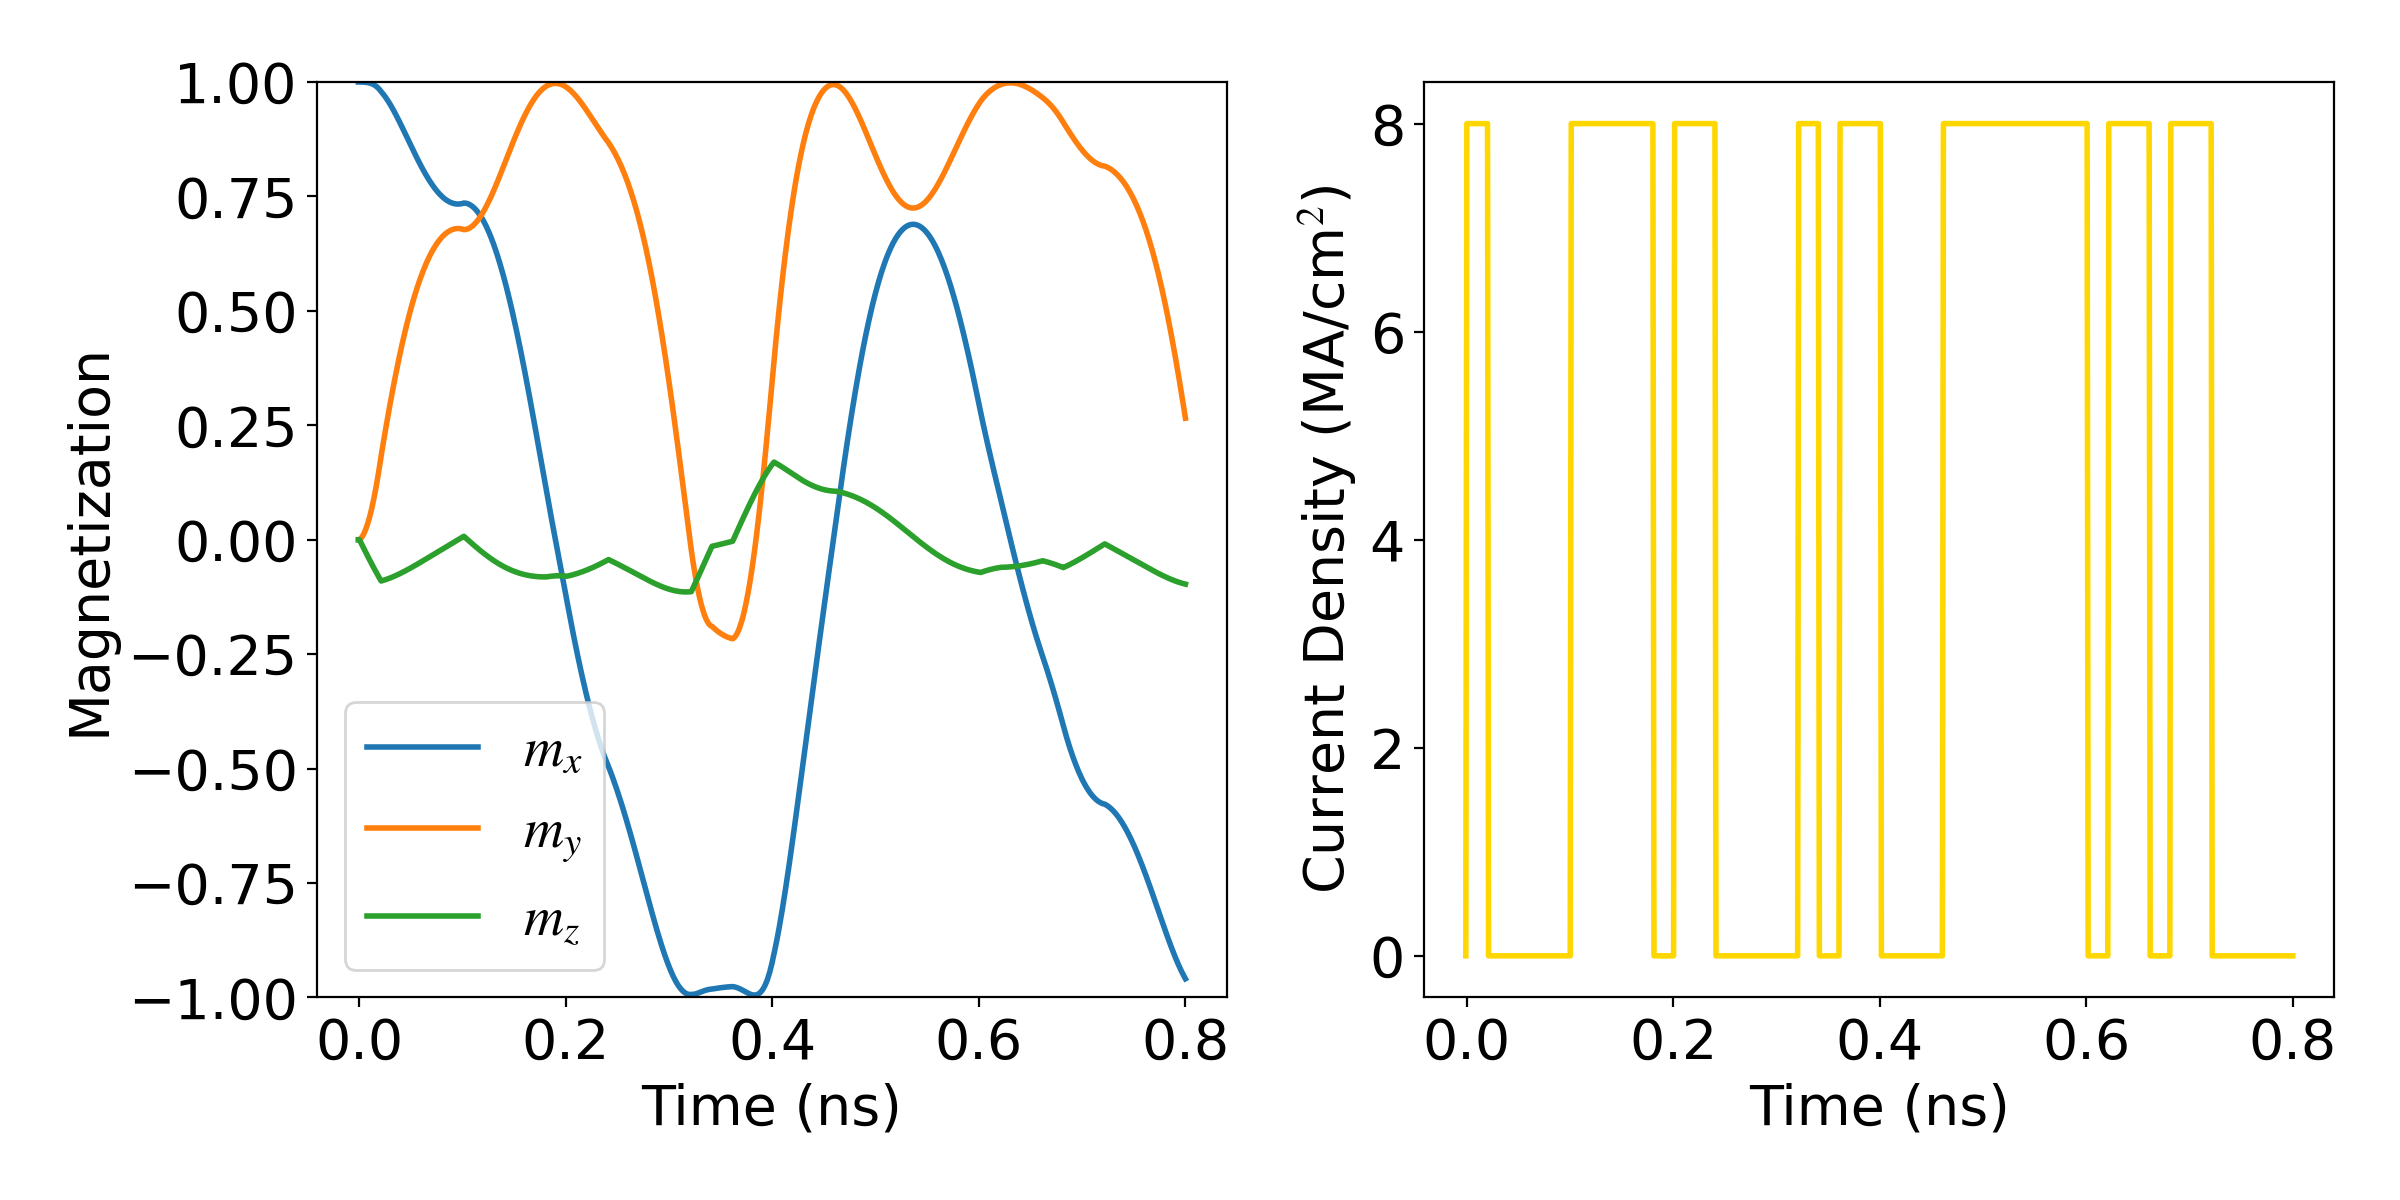 Magnetization
1.00
0.75
0.50
0.25
0.00
−0.25
−0.50
−0.75
−1.00
m_x
m_y
m_z
0.0 0.2 0.4 0.6 0.8
Time (ns)
Current Density (MA/cm²)
8
6
4
2
0
0.0 0.2 0.4 0.6 0.8
Time (ns)